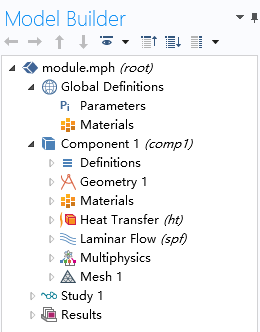 Model Builder
module.mph (root)
Global Definitions
Pi Parameters
Materials
Component 1 (comp1)
Definitions
Geometry 1
Materials
Heat Transfer (ht)
Laminar Flow (spf)
Multiphysics
Mesh 1
Study 1
Results